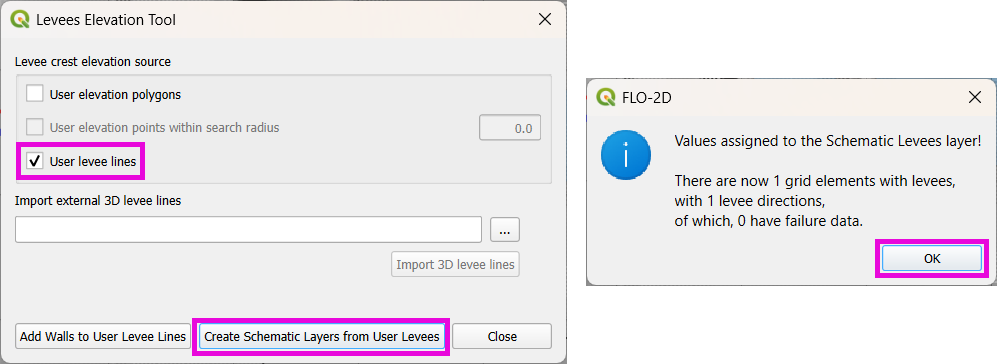 Levees Elevation Tool
Levee crest elevation source
User elevation polygons
User elevation points within search radius
0.0
User levee lines
Import external 3D levee lines
...
Import 3D levee lines
Add Walls to User Levee Lines
Create Schematic Layers from User Levees
Close
FLO-2D
Values assigned to the Schematic Levees layer!
There are now 1 grid elements with levees,
with 1 levee directions,
of which, 0 have failure data.
OK